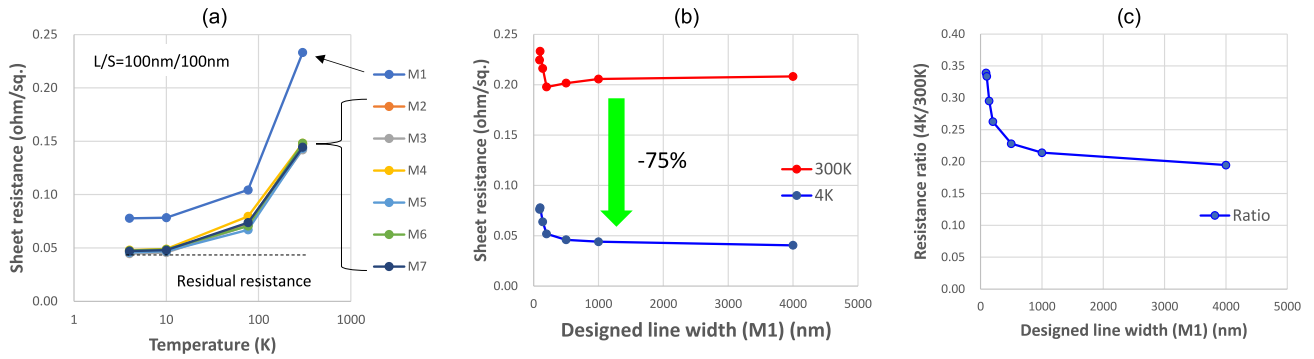 (a)
Sheet resistance (ohm/sq.)
0.25
0.20
0.15
0.10
0.05
0.00
L/S=100nm/100nm
Residual resistance
1
10
100
1000
Temperature (K)
M1
M2
M3
M4
M5
M6
M7
(b)
Sheet resistance (ohm/sq.)
0.25
0.20
0.15
0.10
0.05
0.00
-75%
300K
4K
0
1000
2000
3000
4000
5000
Designed line width (M1) (nm)
(c)
Resistance ratio (4K/300K)
0.40
0.35
0.30
0.25
0.20
0.15
0.10
0.05
0.00
Ratio
0
1000
2000
3000
4000
5000
Designed line width (M1) (nm)